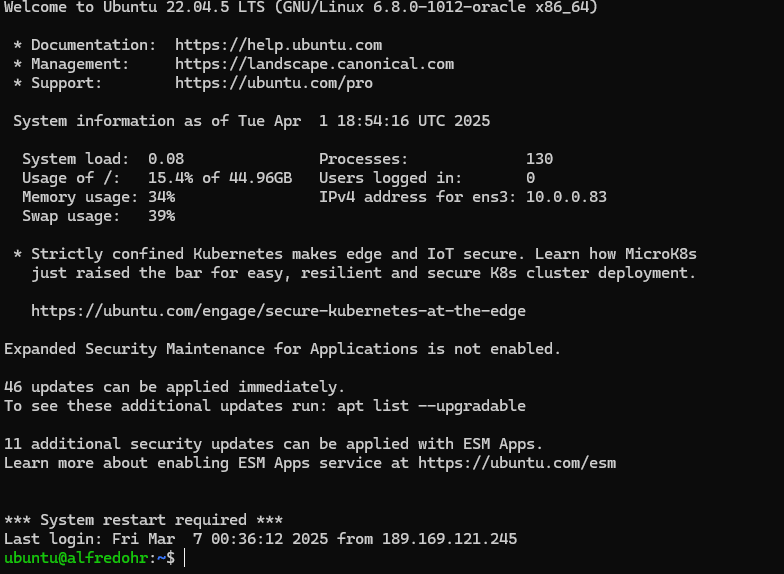 Welcome to Ubuntu 22.04.5 LTS (GNU/Linux 6.8.0-1012-oracle x86_64)
* Documentation:  https://help.ubuntu.com
* Management:     https://landscape.canonical.com
* Support:        https://ubuntu.com/pro
System information as of Tue Apr  1 18:54:16 UTC 2025
System load:  0.08                Processes:             130
Usage of /:   15.4% of 44.96GB   Users logged in:       0
Memory usage: 34%                IPv4 address for ens3: 10.0.0.83
Swap usage:   39%
* Strictly confined Kubernetes makes edge and IoT secure. Learn how MicroK8s
just raised the bar for easy, resilient and secure K8s cluster deployment.
https://ubuntu.com/engage/secure-kubernetes-at-the-edge
Expanded Security Maintenance for Applications is not enabled.
46 updates can be applied immediately.
To see these additional updates run: apt list --upgradable
11 additional security updates can be applied with ESM Apps.
Learn more about enabling ESM Apps service at https://ubuntu.com/esm
*** System restart required ***
Last login: Fri Mar  7 00:36:12 2025 from 189.169.121.245
ubuntu@alfredohr:~$